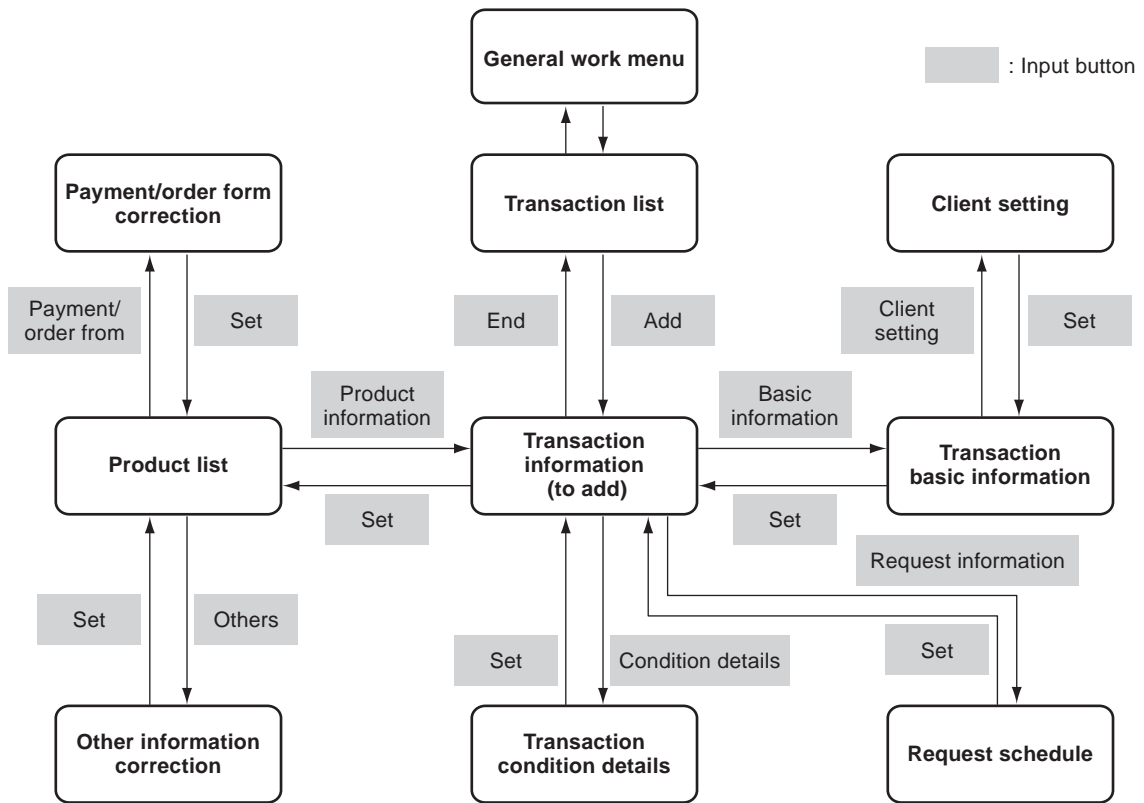 General work menu
: Input button
Payment/order form
correction
Transaction list
Client setting
Payment/
order from
Set
End
Add
Client
setting
Set
Product
information
Basic
information
Product list
Transaction
information
(to add)
Transaction
basic information
Set
Set
Request information
Set
Others
Set
Condition details
Set
Other information
correction
Transaction
condition details
Request schedule